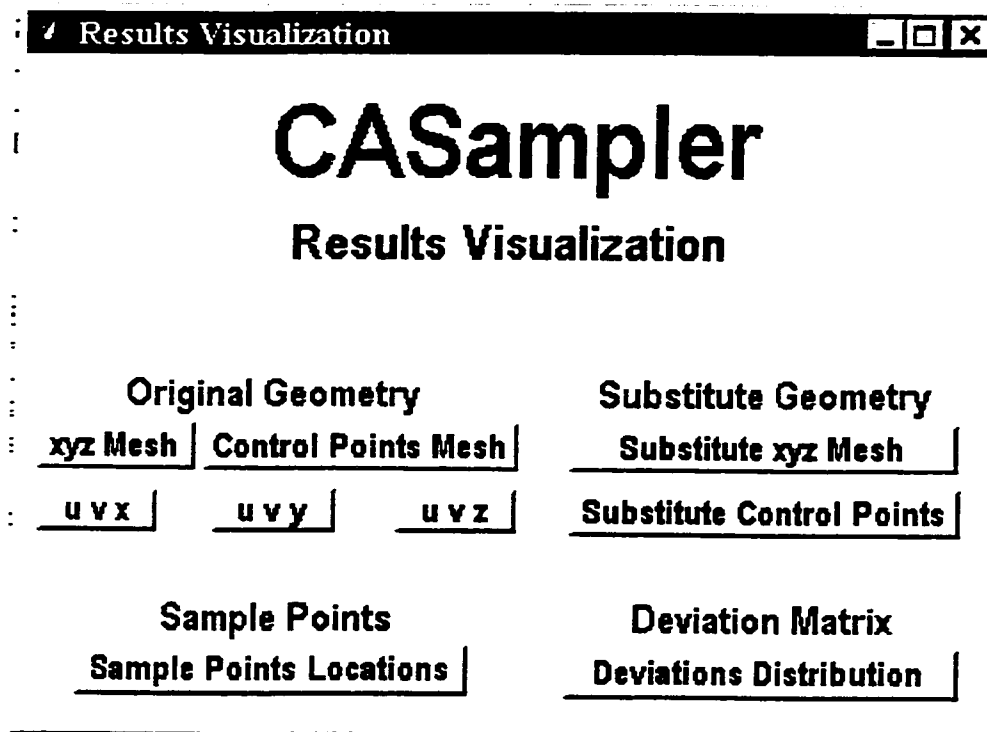 Results Visualization
CASampler
Results Visualization
Original Geometry
xyz Mesh Control Points Mesh
u v x u v y u v z
Substitute Geometry
Substitute xyz Mesh
Substitute Control Points
Sample Points
Sample Points Locations
Deviation Matrix
Deviations Distribution